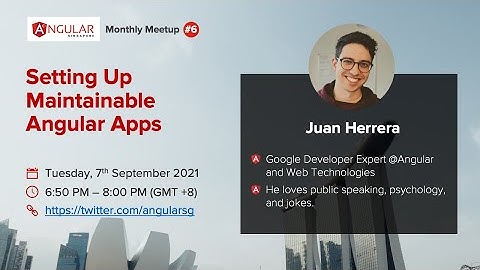 ANGULAR
SINGAPORE
Monthly Meetup #6
Setting Up
Maintainable
Angular Apps
Tuesday, 7th September 2021
6:50 PM – 8:00 PM (GMT +8)
https://twitter.com/angularsg
Juan Herrera
Google Developer Expert @Angular
and Web Technologies
He loves public speaking, psychology,
and jokes.